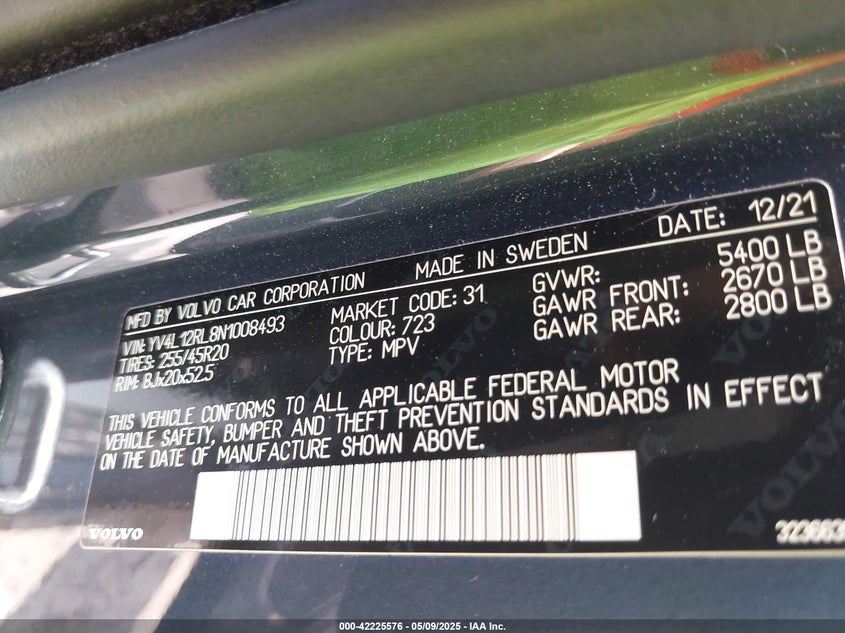 DATE: 12/21
MFD BY VOLVO CAR CORPORATION MADE IN SWEDEN
VIN: YV4L12RL8N1008493 MARKET CODE: 31 GVWR: 5400 LB
TIRES: 255/45R20 COLOUR: 723 GAWR FRONT: 2670 LB
RIM: 8Jx20x52.5 TYPE: MPV GAWR REAR: 2800 LB
THIS VEHICLE CONFORMS TO ALL APPLICABLE FEDERAL MOTOR
VEHICLE SAFETY, BUMPER AND THEFT PREVENTION STANDARDS IN EFFECT
ON THE DATE OF MANUFACTURE SHOWN ABOVE.
VOLVO
000-42225576 - 05/09/2025 - IAA Inc.